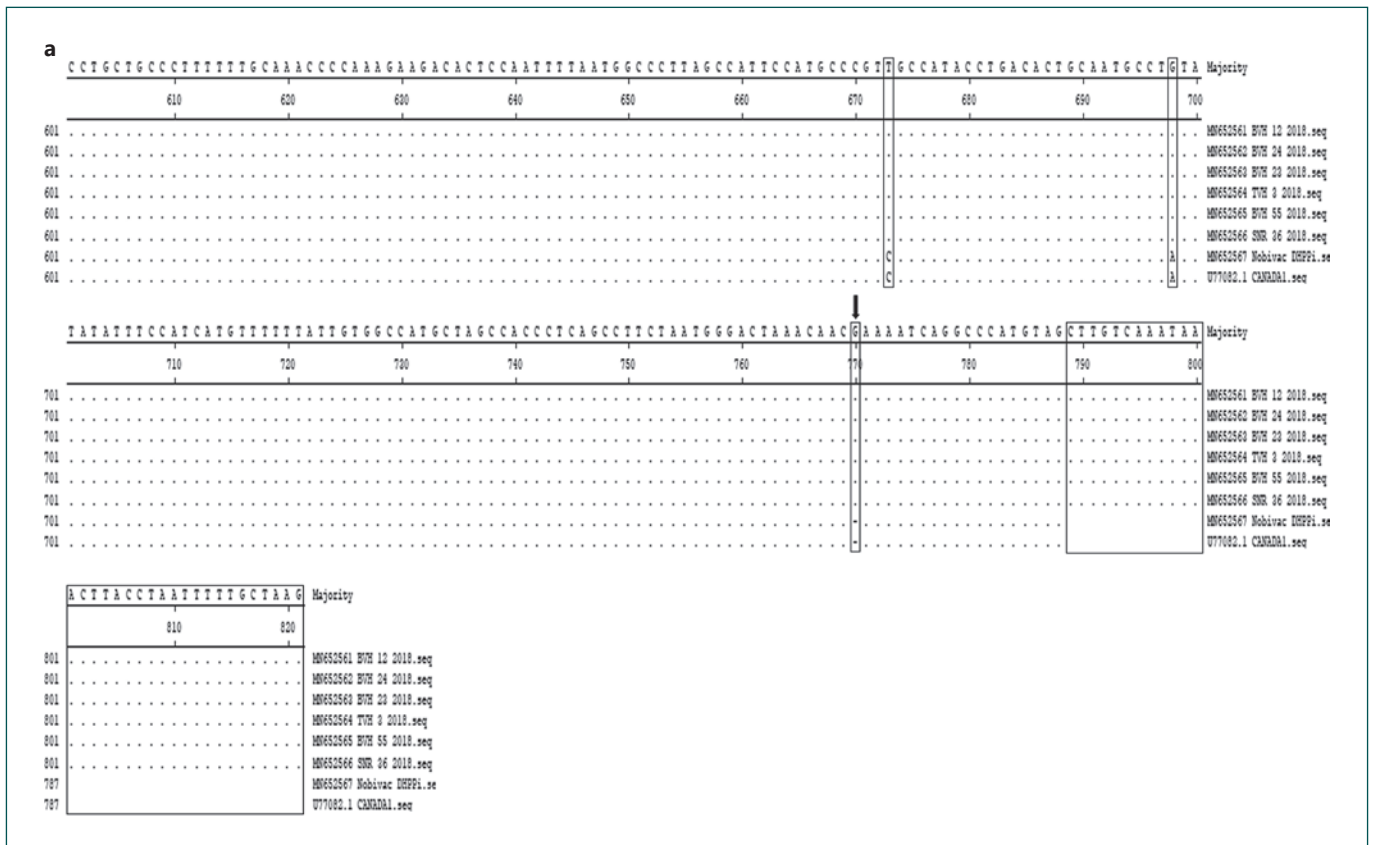 a
C C T G C T G C C C T T T T T T G C A A A C C C C A A A G A A G A C A C T C C A A T T T T A A T G G C C C T T A G C C A T T C C A T G C C C G T T G C C A T A C C T G A C A C T G C A A T G C C T G T A Majority
610 620 630 640 650 660 670 680 690 700
601 MN652561 BVH 12 2018.seq
601 MN652562 BVH 24 2018.seq
601 MN652563 BVH 23 2018.seq
601 MN652564 TVH 3 2018.seq
601 MN652565 BVH 55 2018.seq
601 MN652566 SNR 36 2018.seq
601 C A MN652567 Nobivac DHPPi.se
601 C A U77082.1 CANADA1.seq
T A T A T T T C C A T C A T G T T T T T T A T T G T G G C C A T G C T A G C C A C C C T C A G C C T T C T A A T G G G A C T A A A C A A C G A A A A T C A G G C C C A T G T A G C T T G T C A A A T A A Majority
710 720 730 740 750 760 770 780 790 800
701 MN652561 BVH 12 2018.seq
701 MN652562 BVH 24 2018.seq
701 MN652563 BVH 23 2018.seq
701 MN652564 TVH 3 2018.seq
701 MN652565 BVH 55 2018.seq
701 MN652566 SNR 36 2018.seq
701 - MN652567 Nobivac DHPPi.se
701 - U77082.1 CANADA1.seq
A C T T A C C T A A T T T T T G C T A A G Majority
810 820
801 MN652561 BVH 12 2018.seq
801 MN652562 BVH 24 2018.seq
801 MN652563 BVH 23 2018.seq
801 MN652564 TVH 3 2018.seq
801 MN652565 BVH 55 2018.seq
801 MN652566 SNR 36 2018.seq
787 MN652567 Nobivac DHPPi.se
787 U77082.1 CANADA1.seq